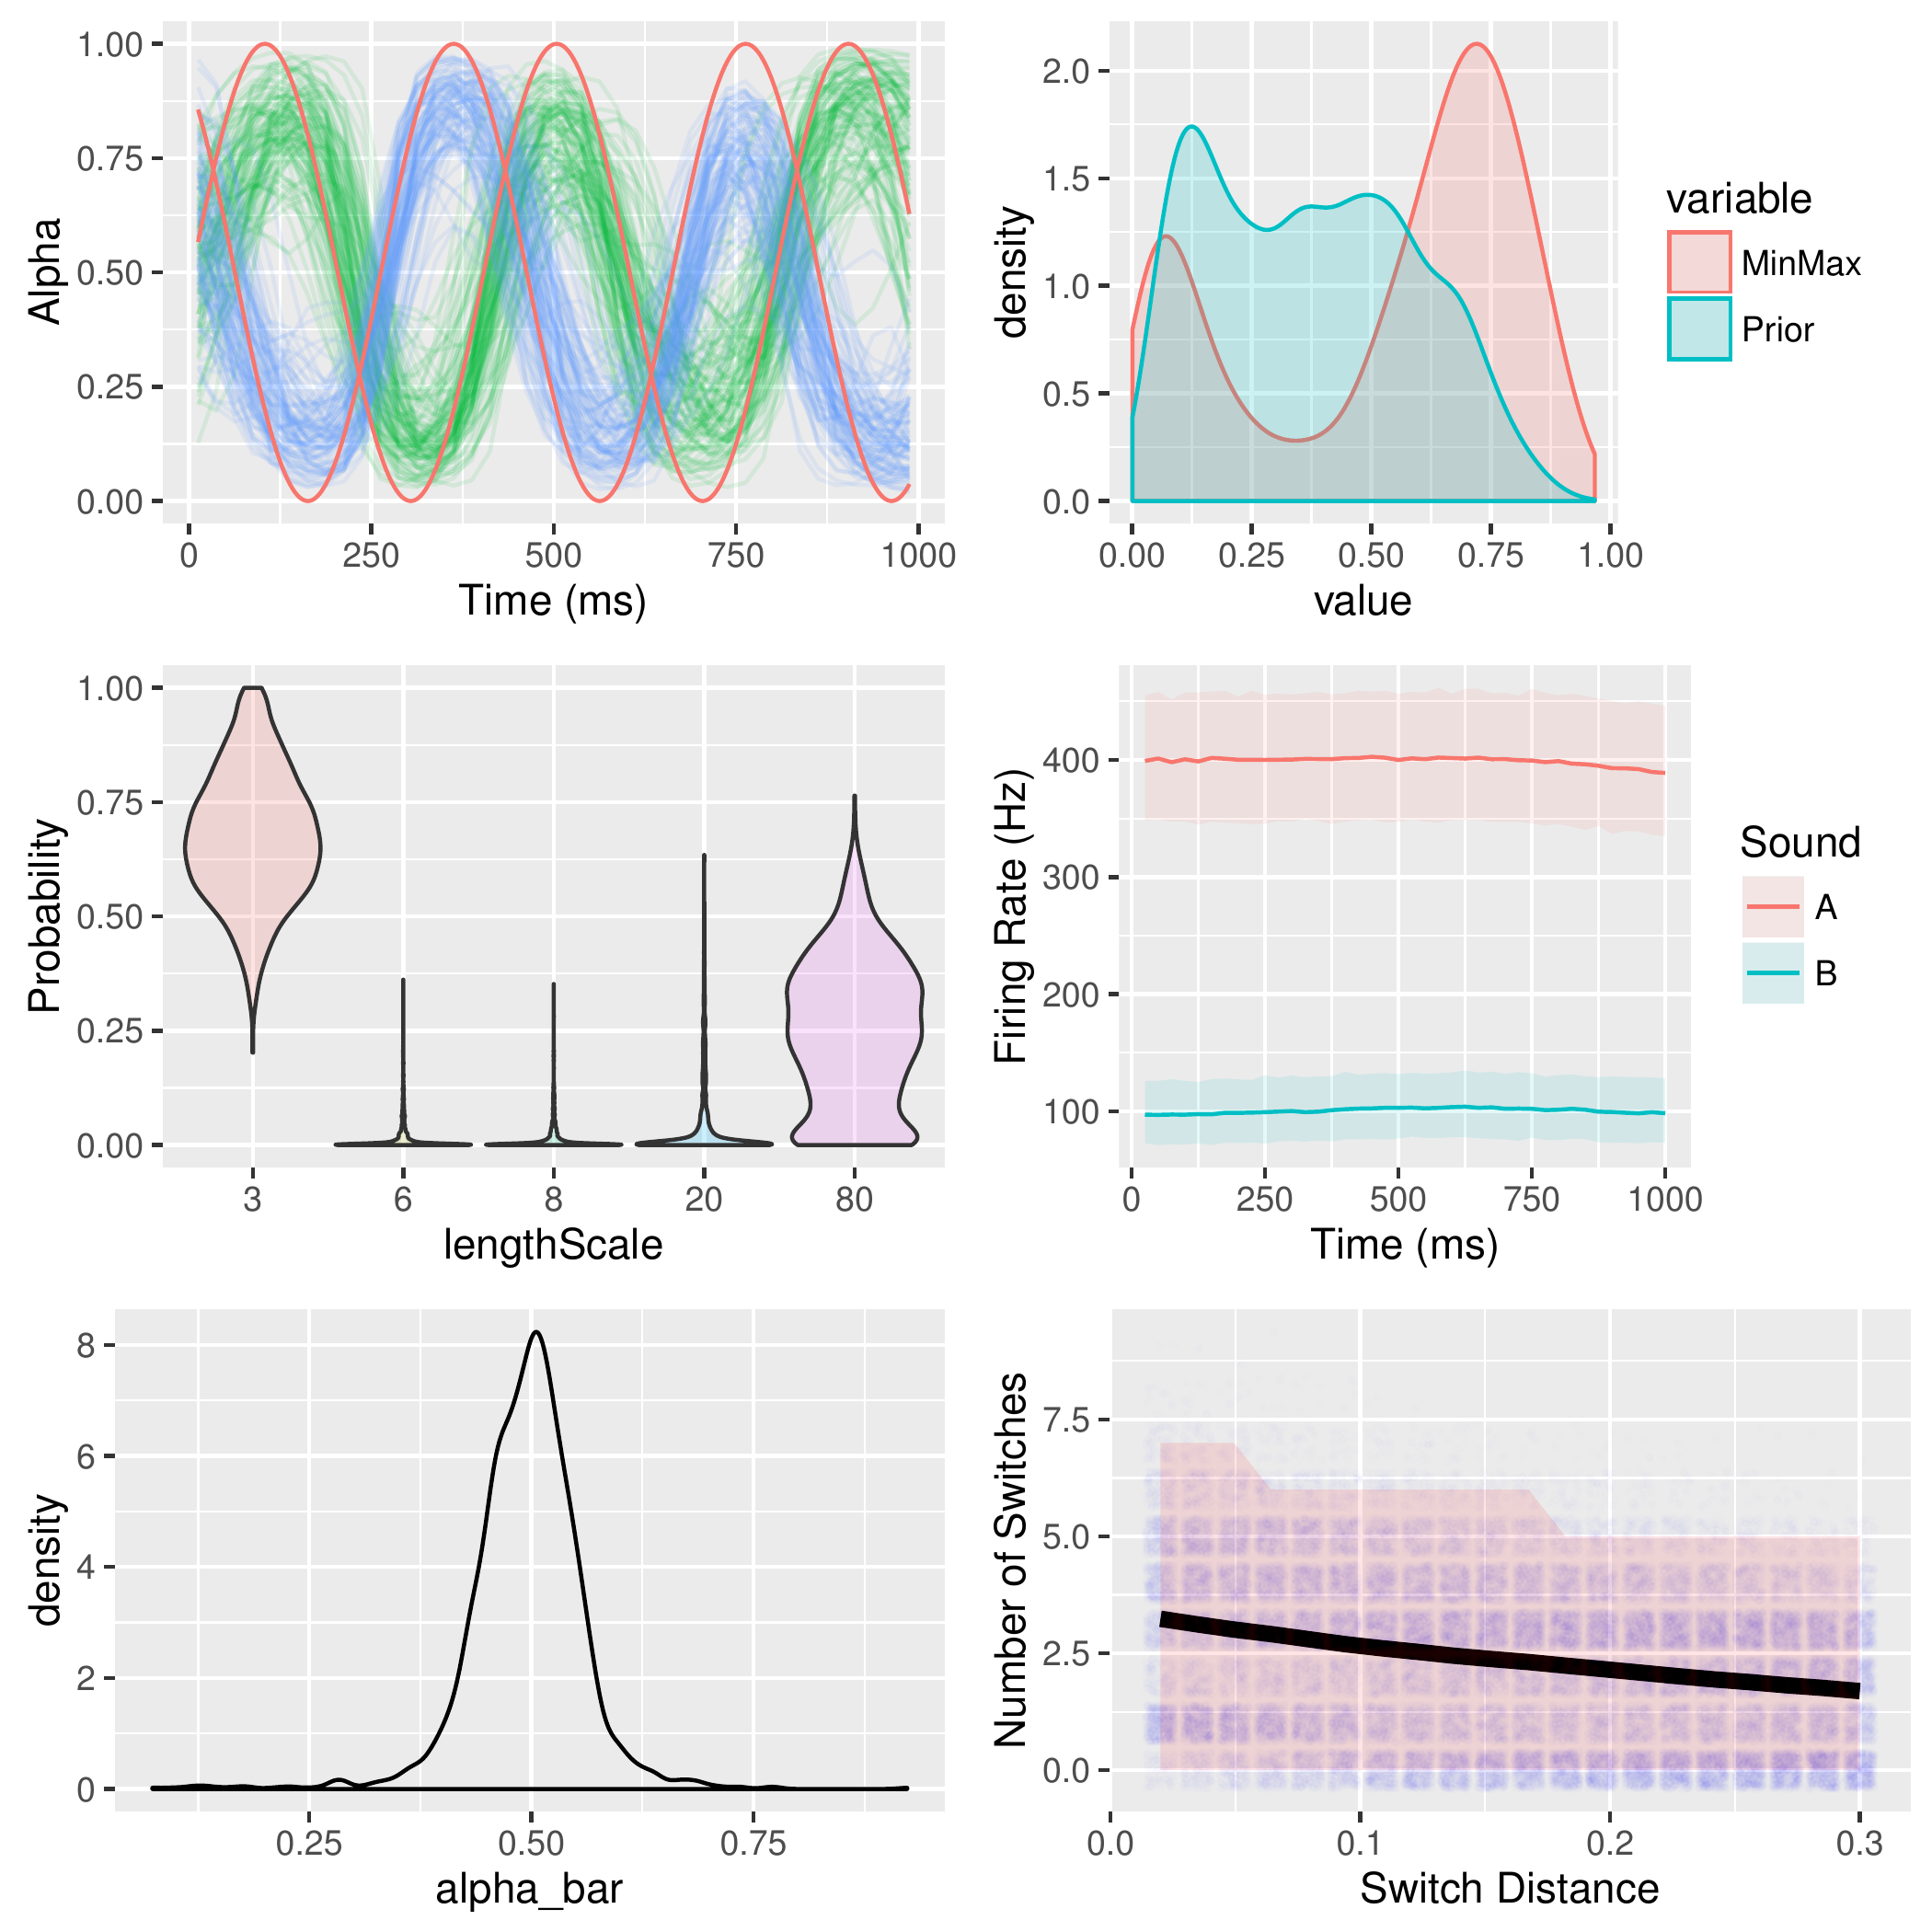 Alpha
1.00
0.75
0.50
0.25
0.00
0 250 500 750 1000
Time (ms)
density
2.0
1.5
1.0
0.5
0.0
0.00 0.25 0.50 0.75 1.00
value
variable
MinMax
Prior
Probability
1.00
0.75
0.50
0.25
0.00
3 6 8 20 80
lengthScale
Firing Rate (Hz)
400
300
200
100
0 250 500 750 1000
Time (ms)
Sound
A
B
density
8
6
4
2
0
0.25 0.50 0.75
alpha_bar
Number of Switches
7.5
5.0
2.5
0.0
0.0 0.1 0.2 0.3
Switch Distance